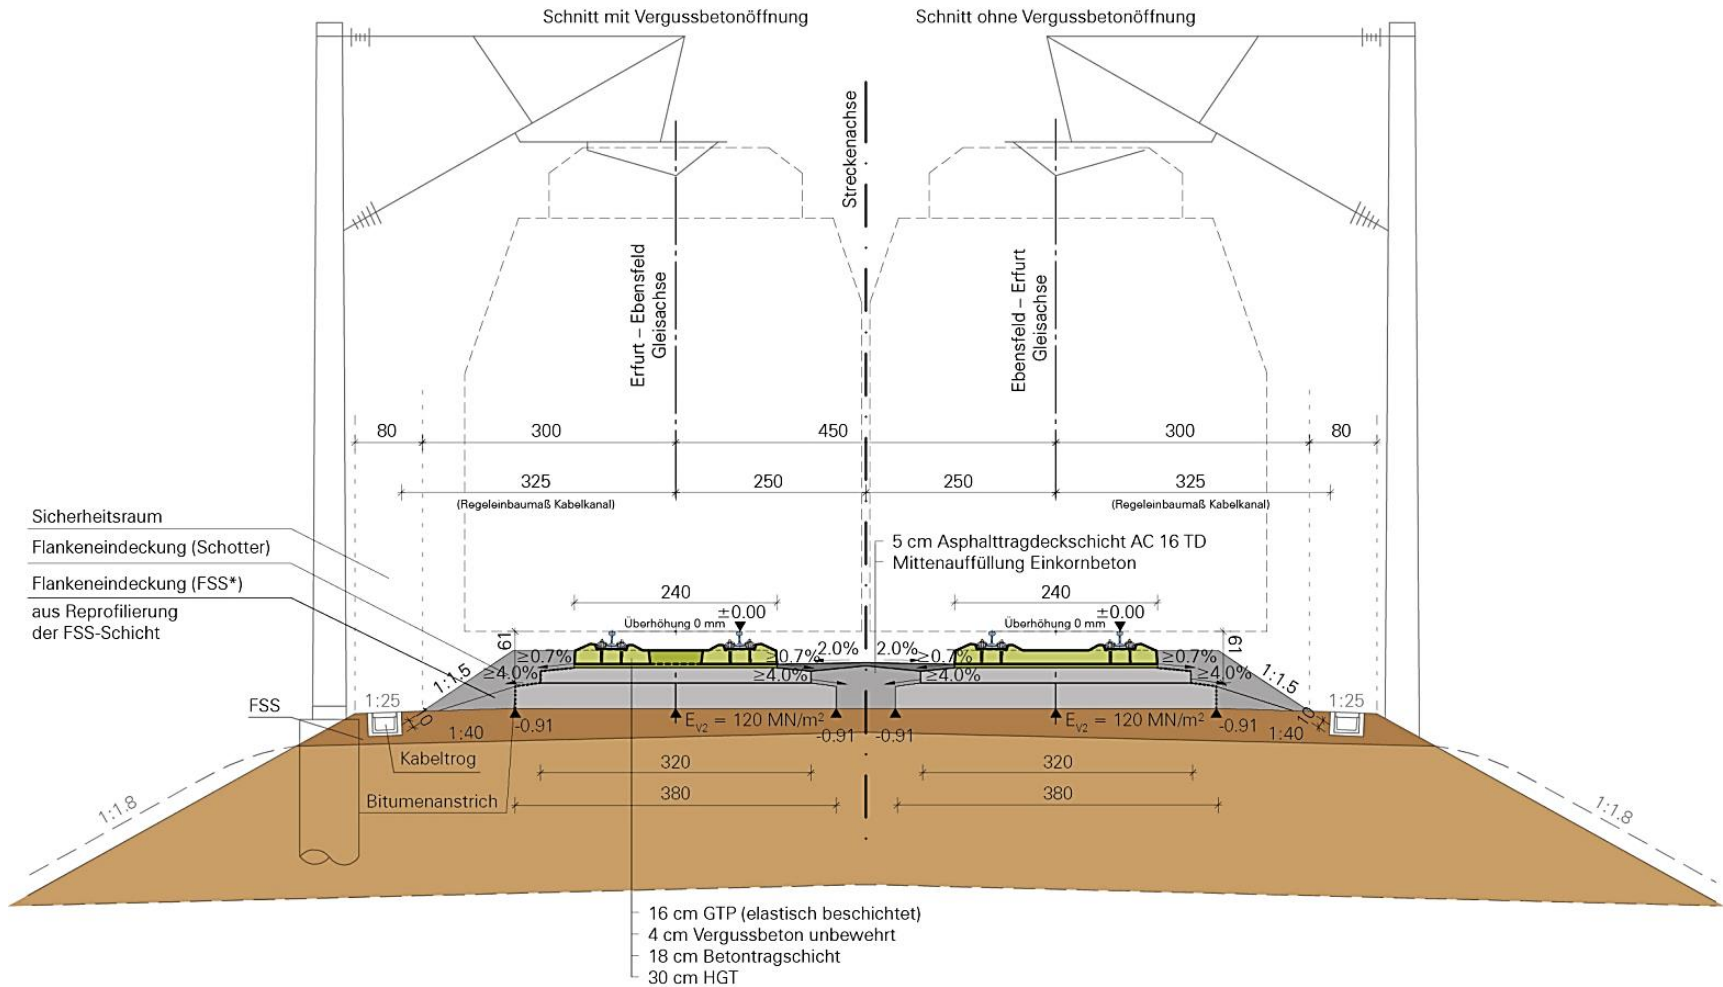 Schnitt mit Vergussbetonöffnung
Schnitt ohne Vergussbetonöffnung
Streckenachse
Erfurt – Ebensfeld
Gleisachse
Ebensfeld – Erfurt
Gleisachse
80
300
450
300
80
325
250
250
325
(Regeleinbaumaß Kabelkanal)
(Regeleinbaumaß Kabelkanal)
Sicherheitsraum
Flankeneindeckung (Schotter)
Flankeneindeckung (FSS*)
aus Reprofilierung
der FSS-Schicht
5 cm Asphalttragdeckschicht AC 16 TD
Mittenauffüllung Einkornbeton
240
240
±0.00
±0.00
Überhöhung 0 mm
Überhöhung 0 mm
61
61
≥0.7%
≥0.7%
2.0%
2.0%
≥0.7%
≥0.7%
≥4.0%
≥4.0%
≥4.0%
≥4.0%
1:1.5
1:1.5
FSS
1:25
1:25
10
10
-0.91
EV2 = 120 MN/m²
-0.91
-0.91
EV2 = 120 MN/m²
-0.91
1:40
1:40
Kabeltrog
320
320
Bitumenanstrich
380
380
1:1.8
1:1.8
16 cm GTP (elastisch beschichtet)
4 cm Vergussbeton unbewehrt
18 cm Betontragschicht
30 cm HGT